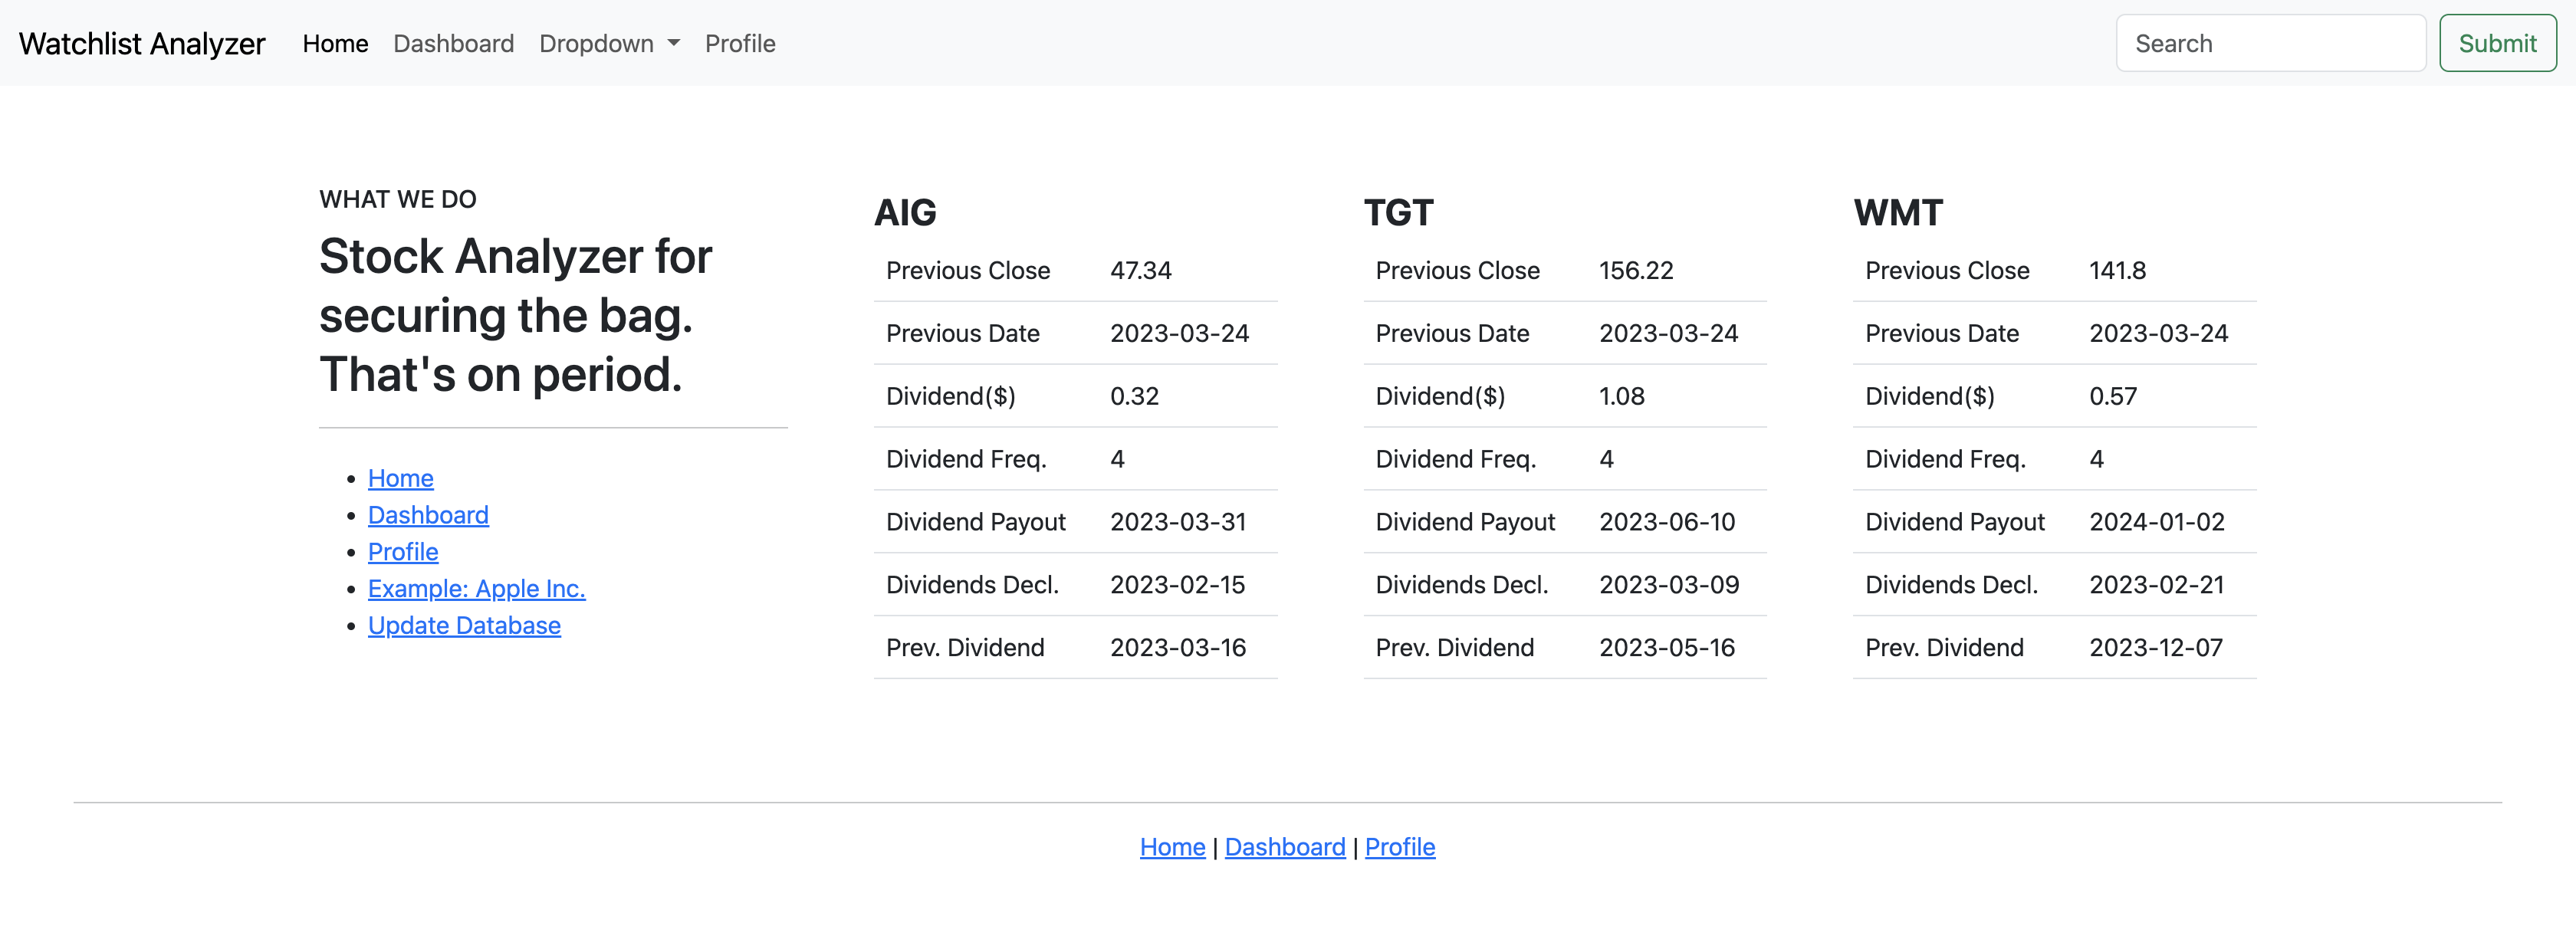 Watchlist Analyzer Home Dashboard Dropdown Profile Search Submit
WHAT WE DO
Stock Analyzer for
securing the bag.
That's on period.
Home
Dashboard
Profile
Example: Apple Inc.
Update Database
AIG
Previous Close 47.34
Previous Date 2023-03-24
Dividend($) 0.32
Dividend Freq. 4
Dividend Payout 2023-03-31
Dividends Decl. 2023-02-15
Prev. Dividend 2023-03-16
TGT
Previous Close 156.22
Previous Date 2023-03-24
Dividend($) 1.08
Dividend Freq. 4
Dividend Payout 2023-06-10
Dividends Decl. 2023-03-09
Prev. Dividend 2023-05-16
WMT
Previous Close 141.8
Previous Date 2023-03-24
Dividend($) 0.57
Dividend Freq. 4
Dividend Payout 2024-01-02
Dividends Decl. 2023-02-21
Prev. Dividend 2023-12-07
Home | Dashboard | Profile